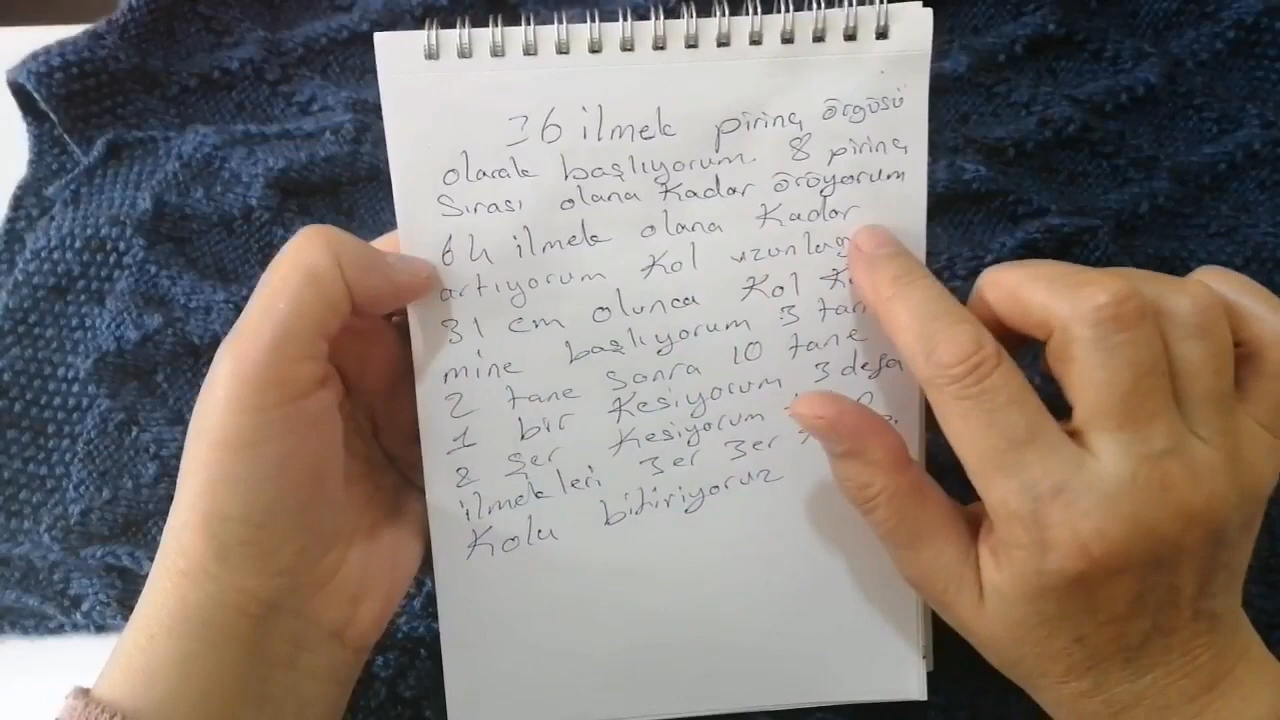 36 ilmek pirinç örgüsü
olarak başlıyorum. 8 pirinç
sırası olana kadar örüyorum
64 ilmek olana kadar
artıyorum kol
31 cm olunca kol
mine başlıyorum 3
2 tane sonra 10 tane
1 bir kesiyorum 3 defa
2 şer kesiyorum
ilmekleri 3er 3er
Kolu bitiriyoruz